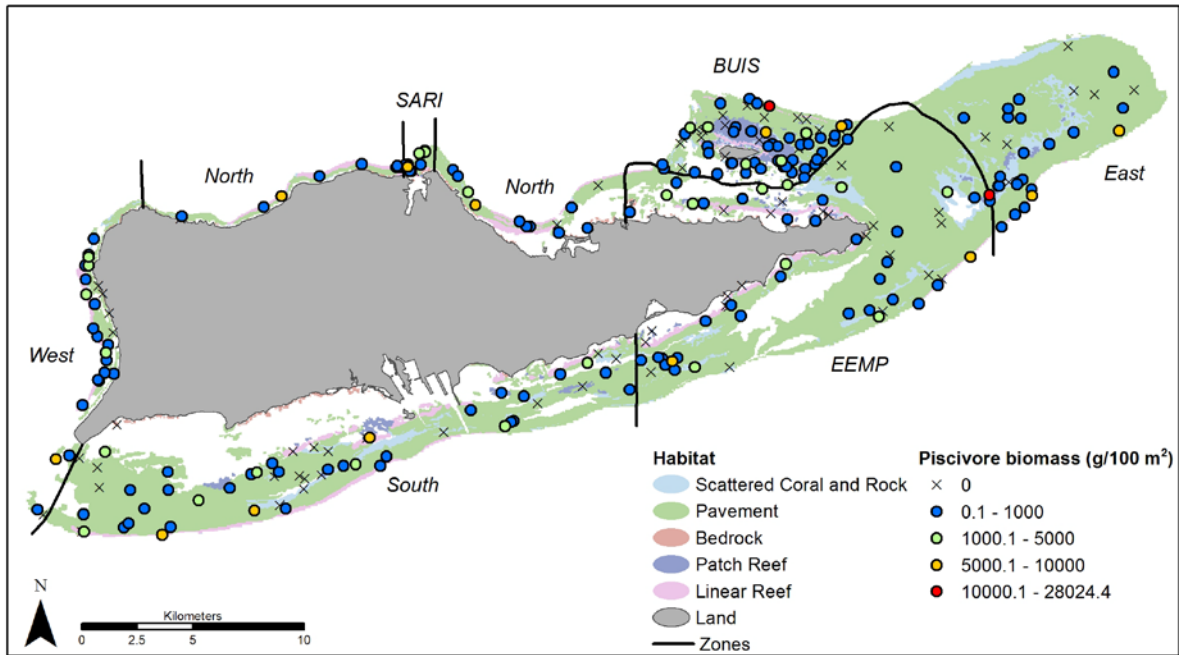 BUIS
SARI
North
North
East
West
EEMP
South
Habitat
Scattered Coral and Rock
Pavement
Bedrock
Patch Reef
Linear Reef
Land
Zones
Piscivore biomass (g/100 m²)
0
0.1 - 1000
1000.1 - 5000
5000.1 - 10000
10000.1 - 28024.4
N
Kilometers
0 2.5 5 10